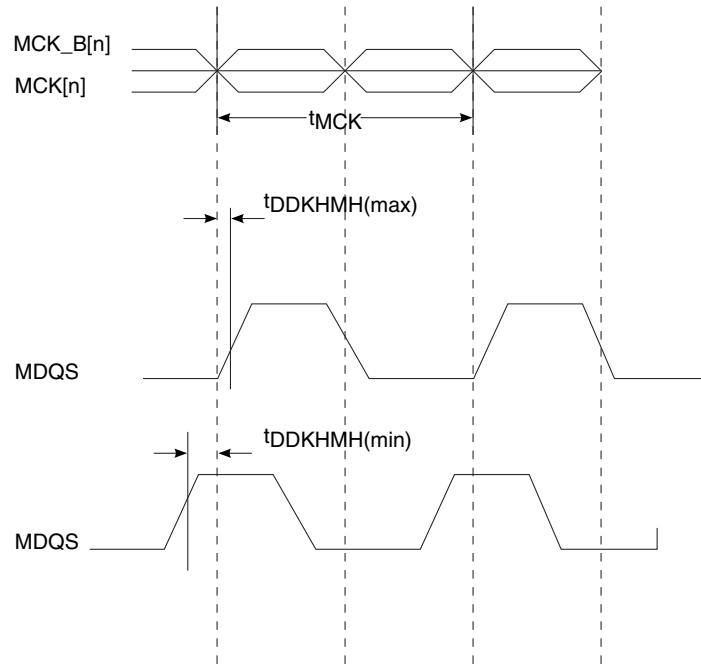 MCK_B[n]
MCK[n]
tMCK
tDDKHMH(max)
MDQS
tDDKHMH(min)
MDQS